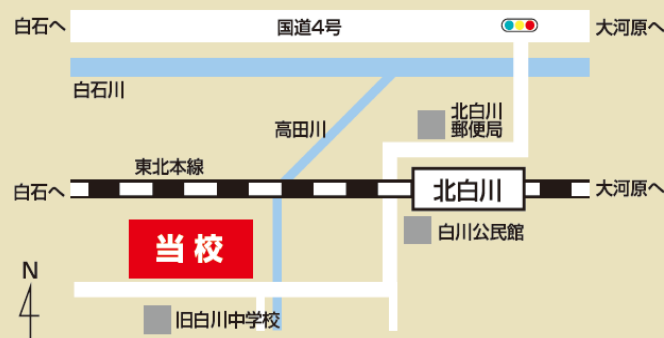 白石へ
国道4号
大河原へ
白石川
高田川
北白川
郵便局
東北本線
白石へ
北白川
大河原へ
当校
白川公民館
N
旧白川中学校